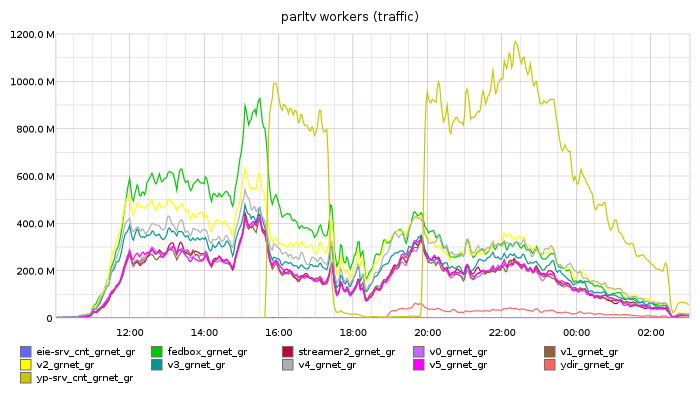 parltv workers (traffic)
1200.0 M
1000.0 M
800.0 M
600.0 M
400.0 M
200.0 M
0
12:00 14:00 16:00 18:00 20:00 22:00 00:00 02:00
eie-srv_cnt_grnet_gr fedbox_grnet_gr streamer2_grnet_gr v0_grnet_gr v1_grnet_gr
v2_grnet_gr v3_grnet_gr v4_grnet_gr v5_grnet_gr ydir_grnet_gr
yp-srv_cnt_grnet_gr